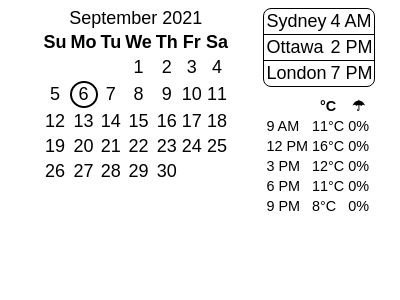 September 2021
Su Mo Tu We Th Fr Sa
1 2 3 4
5 6 7 8 9 10 11
12 13 14 15 16 17 18
19 20 21 22 23 24 25
26 27 28 29 30
Sydney 4 AM
Ottawa 2 PM
London 7 PM
°C ☂
9 AM 11°C 0%
12 PM 16°C 0%
3 PM 12°C 0%
6 PM 11°C 0%
9 PM 8°C 0%